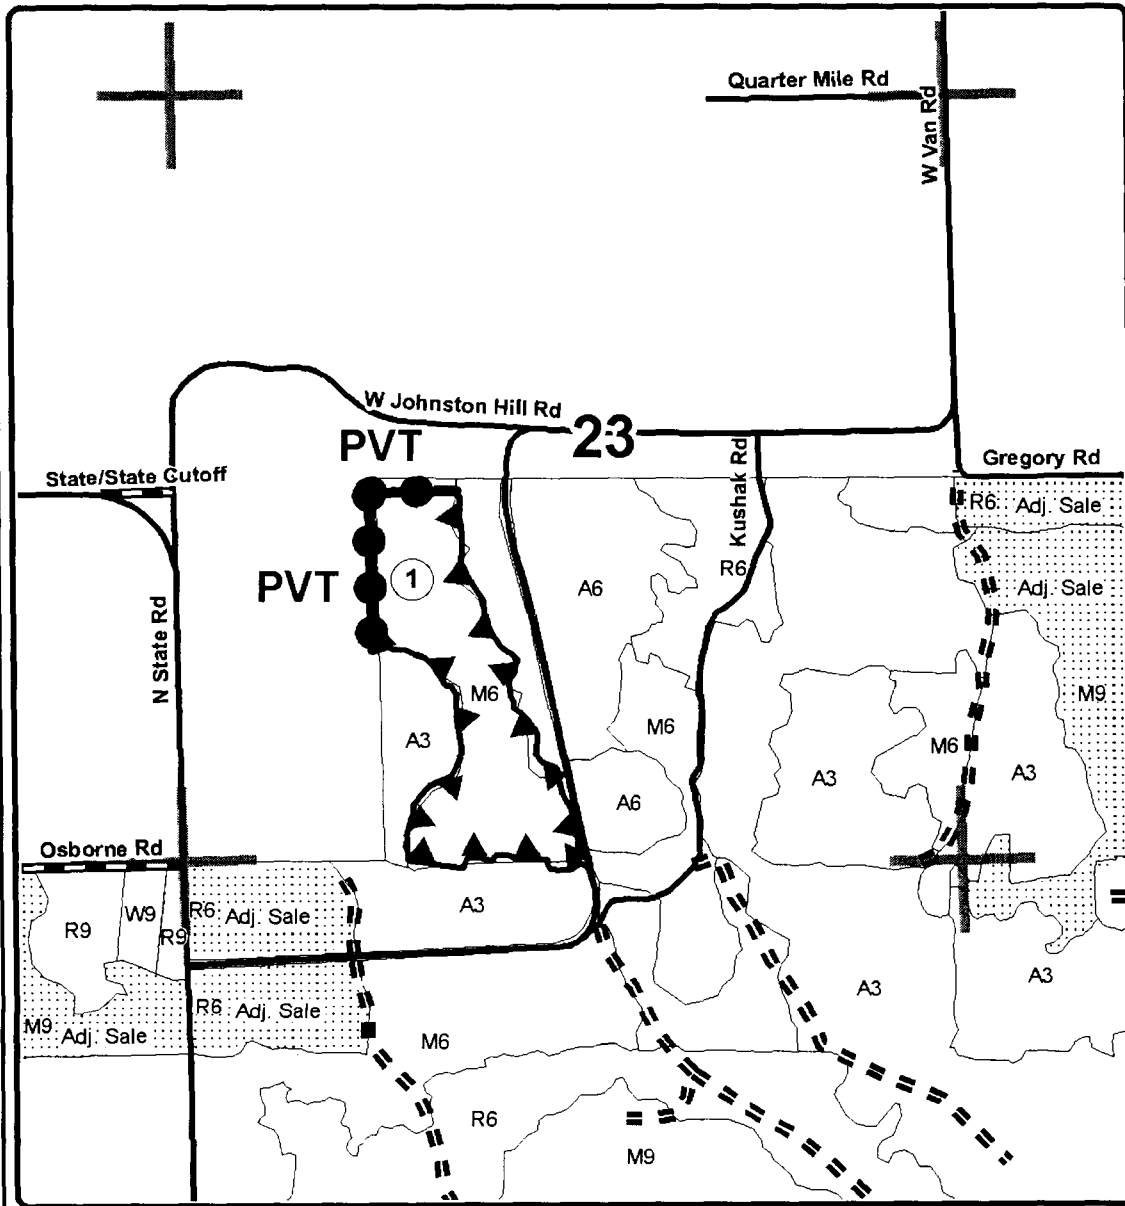 Quarter Mile Rd
W Van Rd
W Johnston Hill Rd
23
PVT
State/State Cutoff
Kushak Rd
Gregory Rd
R6
Adj. Sale
PVT
1
A6
R6
Adj. Sale
N State Rd
M6
M9
A3
M6
M6
A3
A3
A6
Osborne Rd
W9
R6
Adj. Sale
A3
R9
R9
A3
A3
R6
Adj. Sale
M9
Adj. Sale
M6
R6
M9